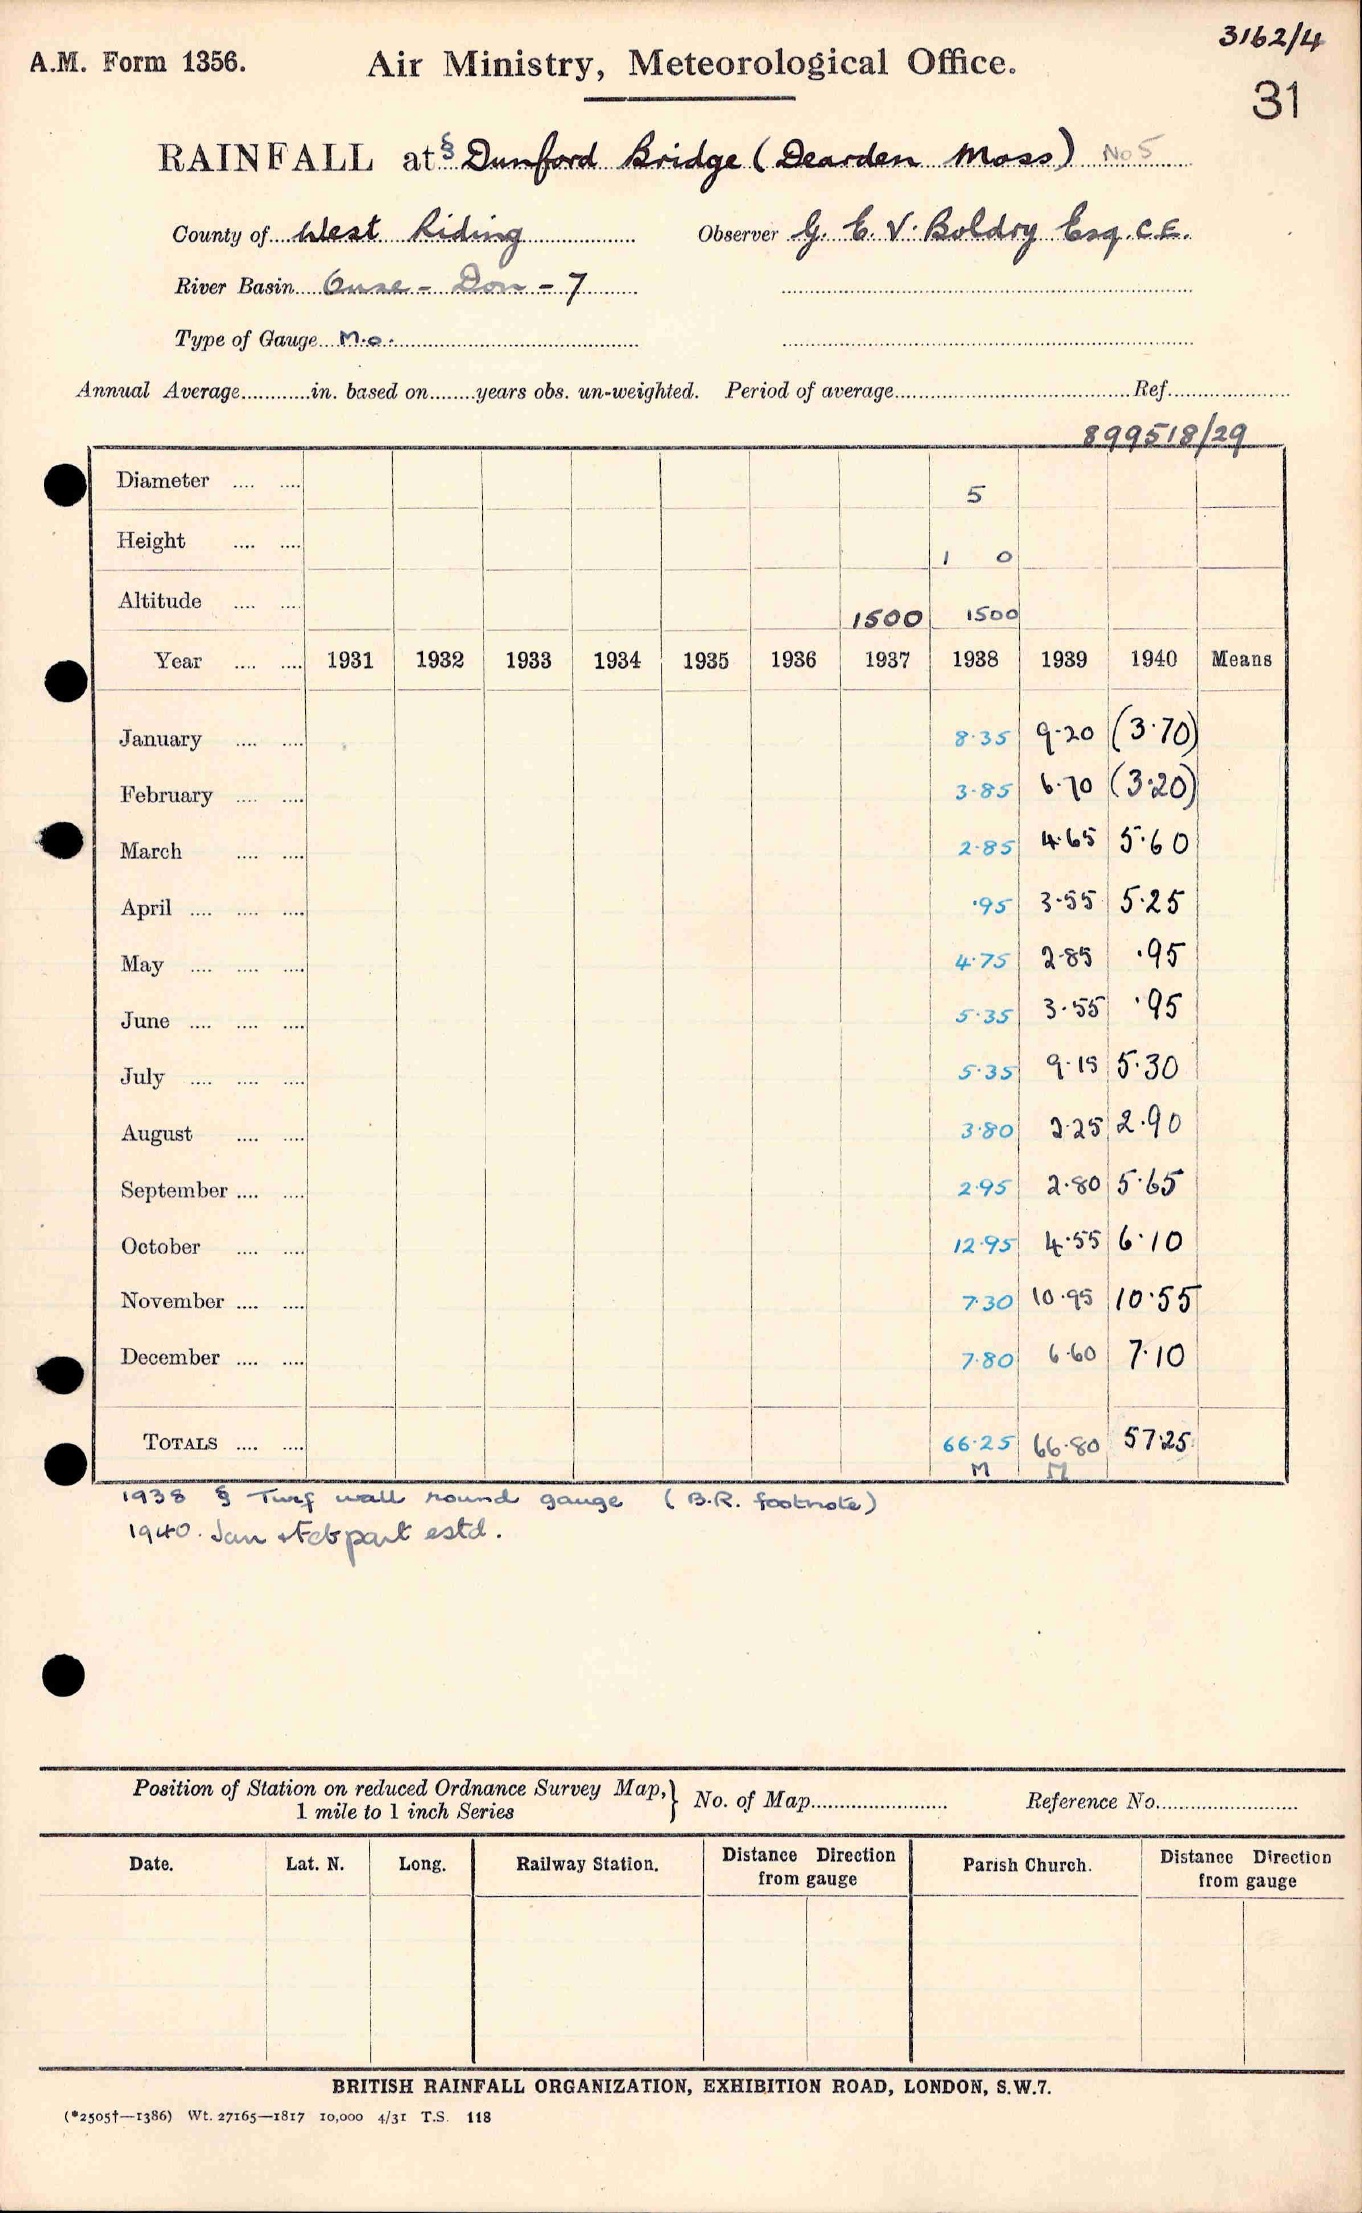 3162/4
A.M. Form 1356. Air Ministry, Meteorological Office.
31
RAINFALL at § Dunford Bridge (Dearden Moss) No 5
County of West Riding Observer G. E. V. Boldry Esq. C.E.
River Basin Ouse - Don - 7
Type of Gauge M.O.
Annual Average............in. based on........years obs. un-weighted. Period of average..........Ref..........
899518/29
Diameter .... .... 5
Height .... .... 1 0
Altitude .... .... 1500 1500
Year .... .... 1931 1932 1933 1934 1935 1936 1937 1938 1939 1940 Means
January .... .... 8.35 9.20 (3.70)
February .... .... 3.85 6.70 (3.20)
March .... .... 2.85 4.65 5.60
April .... .... .... .95 3.55 5.25
May .... .... .... 4.75 2.85 .95
June .... .... .... 5.35 3.55 .95
July .... .... .... 5.35 9.15 5.30
August .... .... 3.80 2.25 2.90
September .... .... 2.95 2.80 5.65
October .... .... 12.95 4.55 6.10
November .... .... 7.30 10.95 10.55
December .... .... 7.80 6.60 7.10
TOTALS .... .... 66.25 66.80 57.25
M M
1938 § Turf wall round gauge (B.R. footnote)
1940. Jan + Feb part estd.
Position of Station on reduced Ordnance Survey Map, } No. of Map.......... Reference No..........
1 mile to 1 inch Series
Date. Lat. N. Long. Railway Station. Distance Direction Parish Church. Distance Direction
from gauge from gauge
BRITISH RAINFALL ORGANIZATION, EXHIBITION ROAD, LONDON, S.W.7.
(*2505†—1386) Wt. 27165—1817 10,000 4/31 T.S. 118